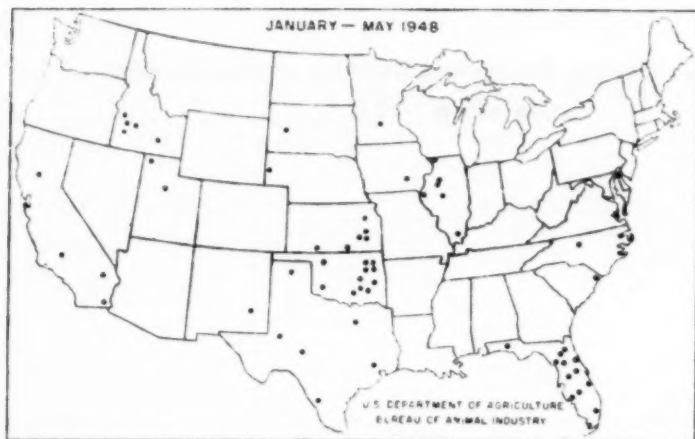 JANUARY — MAY 1948
U.S. DEPARTMENT OF AGRICULTURE
BUREAU OF ANIMAL INDUSTRY